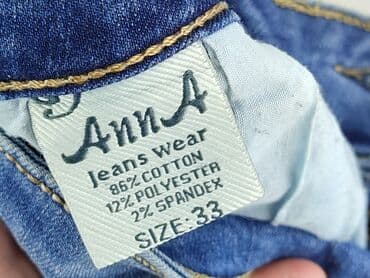 AnnA
Jeans wear
86% COTTON
12% POLYESTER
2% SPANDEX
SIZE: 33